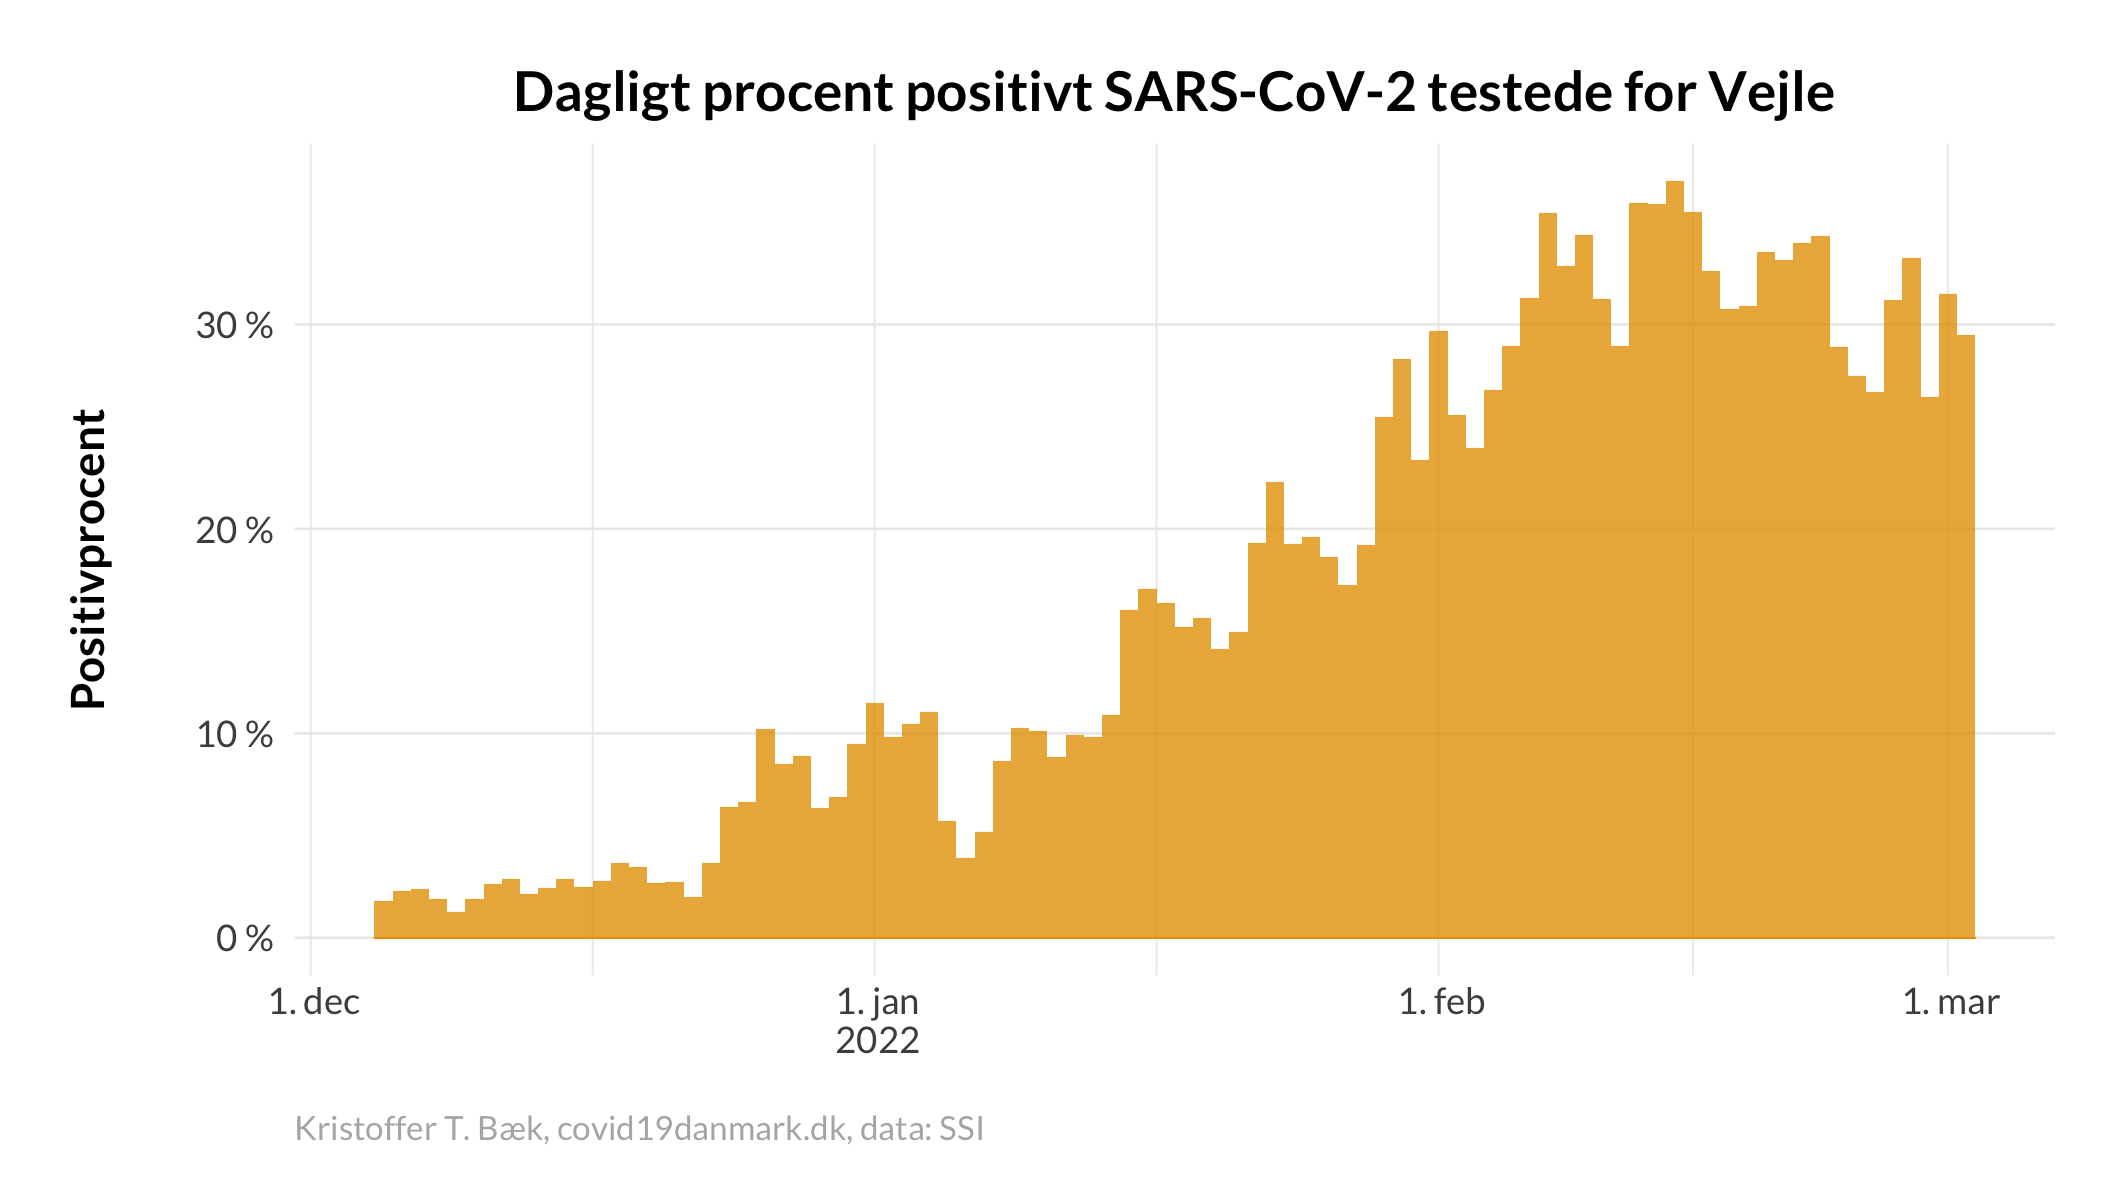 Dagligt procent positivt SARS-CoV-2 testede for Vejle
Positivprocent
30 %
20 %
10 %
0 %
1. dec
1. jan
2022
1. feb
1. mar
Kristoffer T. Bæk, covid19danmark.dk, data: SSI